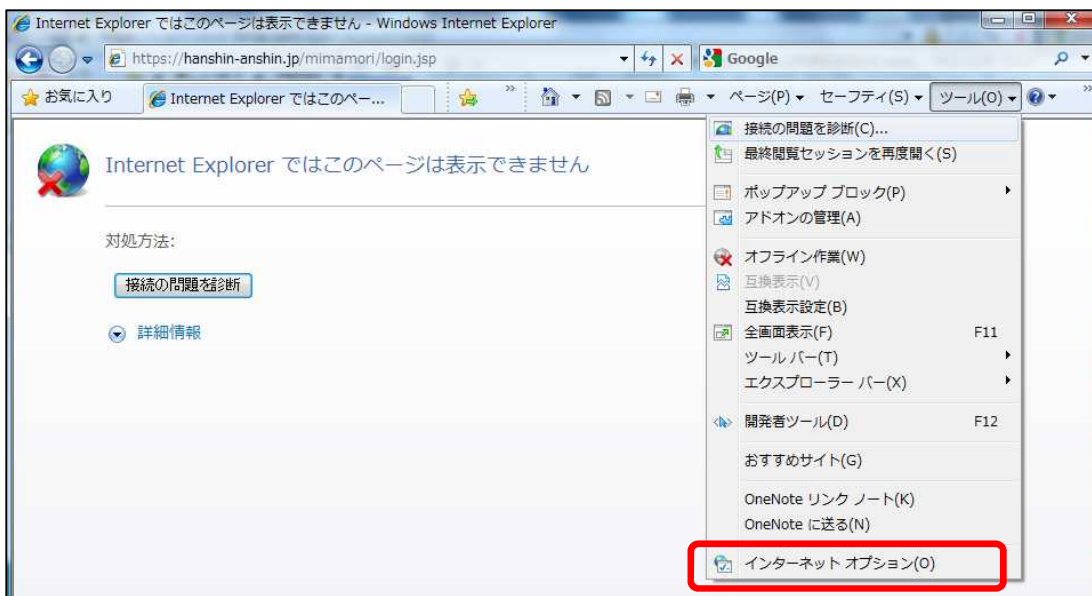 Internet Explorer ではこのページは表示できません - Windows Internet Explorer
https://hanshin-anshin.jp/mimamori/login.jsp
Google
お気に入り
Internet Explorer ではこのペー...
ページ(P)
セーフティ(S)
ツール(O)
Internet Explorer ではこのページは表示できません
対処方法:
接続の問題を診断
詳細情報
接続の問題を診断(C)...
最終閲覧セッションを再度開く(S)
ポップアップ ブロック(P)
アドオンの管理(A)
オフライン作業(W)
互換表示(V)
互換表示設定(B)
全画面表示(F) F11
ツール バー(T)
エクスプローラー バー(X)
開発者ツール(D) F12
おすすめサイト(G)
OneNote リンク ノート(K)
OneNote に送る(N)
インターネット オプション(O)